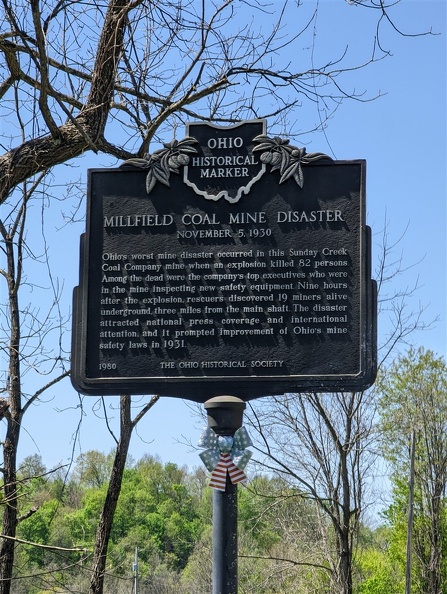 OHIO
HISTORICAL
MARKER
MILLFIELD COAL MINE DISASTER
NOVEMBER 5, 1930
Ohio's worst mine disaster occurred in this Sunday Creek
Coal Company mine when an explosion killed 82 persons.
Among the dead were the company's top executives who were
in the mine inspecting new safety equipment. Nine hours
after the explosion, rescuers discovered 19 miners alive
underground, three miles from the main shaft. The disaster
attracted national press coverage and international
attention, and it prompted improvement of Ohio's mine
safety laws in 1931.
1980 THE OHIO HISTORICAL SOCIETY